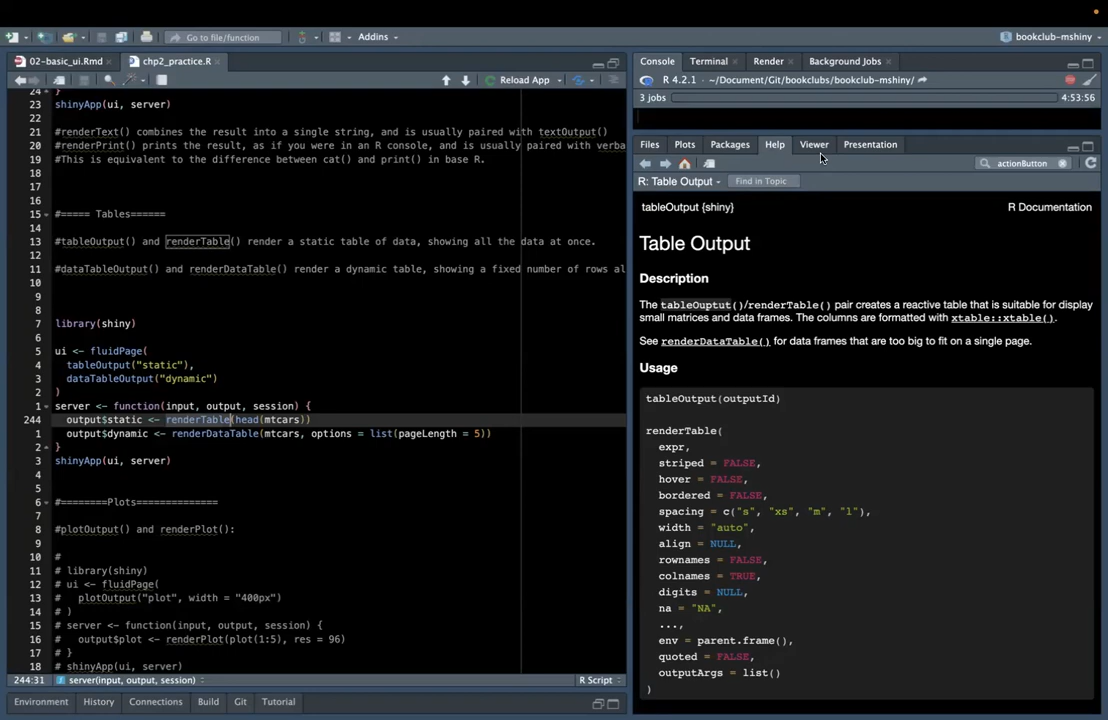 Go to file/function
Addins
bookclub-mshiny
02-basic_ui.Rmd
chp2_practice.R
Reload App
24 }
23 shinyApp(ui, server)
22
21 #renderText() combines the result into a single string, and is usually paired with textOutput()
20 #renderPrint() prints the result, as if you were in an R console, and is usually paired with verba
19 #This is equivalent to the difference between cat() and print() in base R.
18
17
16
15 #===== Tables======
14
13 #tableOutput() and renderTable() render a static table of data, showing all the data at once.
12
11 #dataTableOutput() and renderDataTable() render a dynamic table, showing a fixed number of rows al
10
9
8
7 library(shiny)
6
5 ui <- fluidPage(
4 tableOutput("static"),
3 dataTableOutput("dynamic")
2 )
1 server <- function(input, output, session) {
244 output$static <- renderTable(head(mtcars))
1 output$dynamic <- renderDataTable(mtcars, options = list(pageLength = 5))
2 }
3 shinyApp(ui, server)
4
5
6 #========Plots==============
7
8 #plotOutput() and renderPlot():
9
10 #
11 # library(shiny)
12 # ui <- fluidPage(
13 # plotOutput("plot", width = "400px")
14 # )
15 # server <- function(input, output, session) {
16 # output$plot <- renderPlot(plot(1:5), res = 96)
17 # }
18 # shinyApp(ui, server)
244:31 server(input, output, session)
R Script
Environment History Connections Build Git Tutorial
Console Terminal Render Background Jobs
R 4.2.1 · ~/Document/Git/bookclubs/bookclub-mshiny/
3 jobs 4:53:56
Files Plots Packages Help Viewer Presentation
actionButton
R: Table Output Find in Topic
tableOutput {shiny} R Documentation
Table Output
Description
The tableOuptut()/renderTable() pair creates a reactive table that is suitable for display
small matrices and data frames. The columns are formatted with xtable::xtable().
See renderDataTable() for data frames that are too big to fit on a single page.
Usage
tableOutput(outputId)
renderTable(
expr,
striped = FALSE,
hover = FALSE,
bordered = FALSE,
spacing = c("s", "xs", "m", "l"),
width = "auto",
align = NULL,
rownames = FALSE,
colnames = TRUE,
digits = NULL,
na = "NA",
...,
env = parent.frame(),
quoted = FALSE,
outputArgs = list()
)